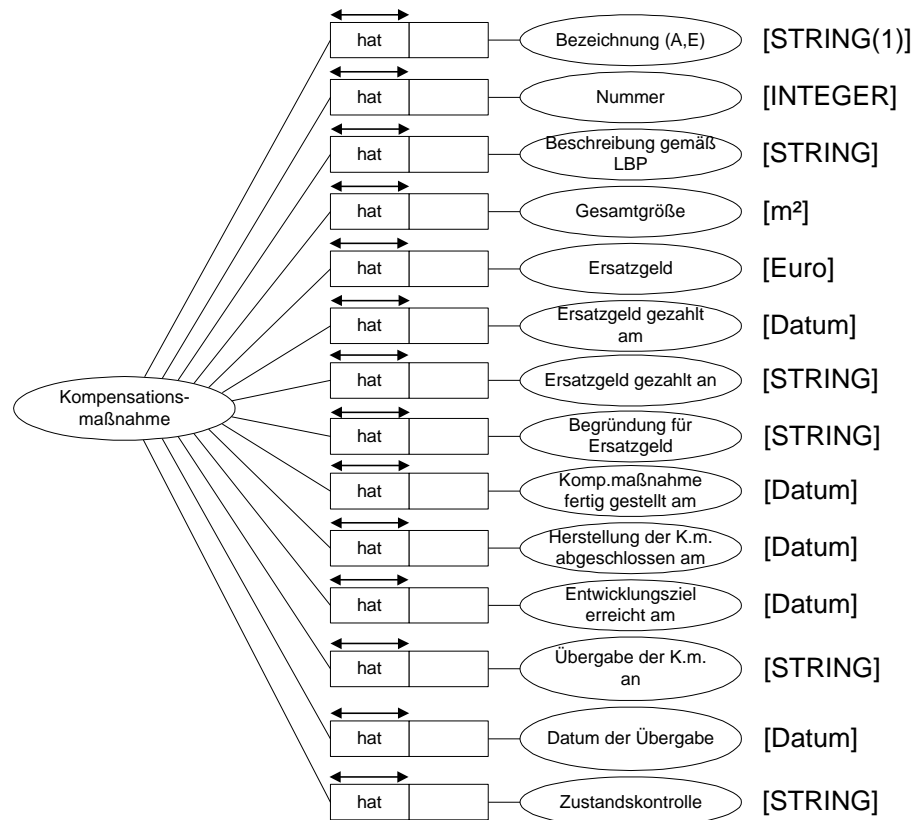 hat Bezeichnung (A,E) [STRING(1)]
hat Nummer [INTEGER]
hat Beschreibung gemäß
LBP [STRING]
hat Gesamtgröße [m²]
hat Ersatzgeld [Euro]
hat Ersatzgeld gezahlt
am [Datum]
hat Ersatzgeld gezahlt an [STRING]
Kompensations-
maßnahme
hat Begründung für
Ersatzgeld [STRING]
hat Komp.maßnahme
fertig gestellt am [Datum]
hat Herstellung der K.m.
abgeschlossen am [Datum]
hat Entwicklungsziel
erreicht am [Datum]
hat Übergabe der K.m.
an [STRING]
hat Datum der Übergabe [Datum]
hat Zustandskontrolle [STRING]